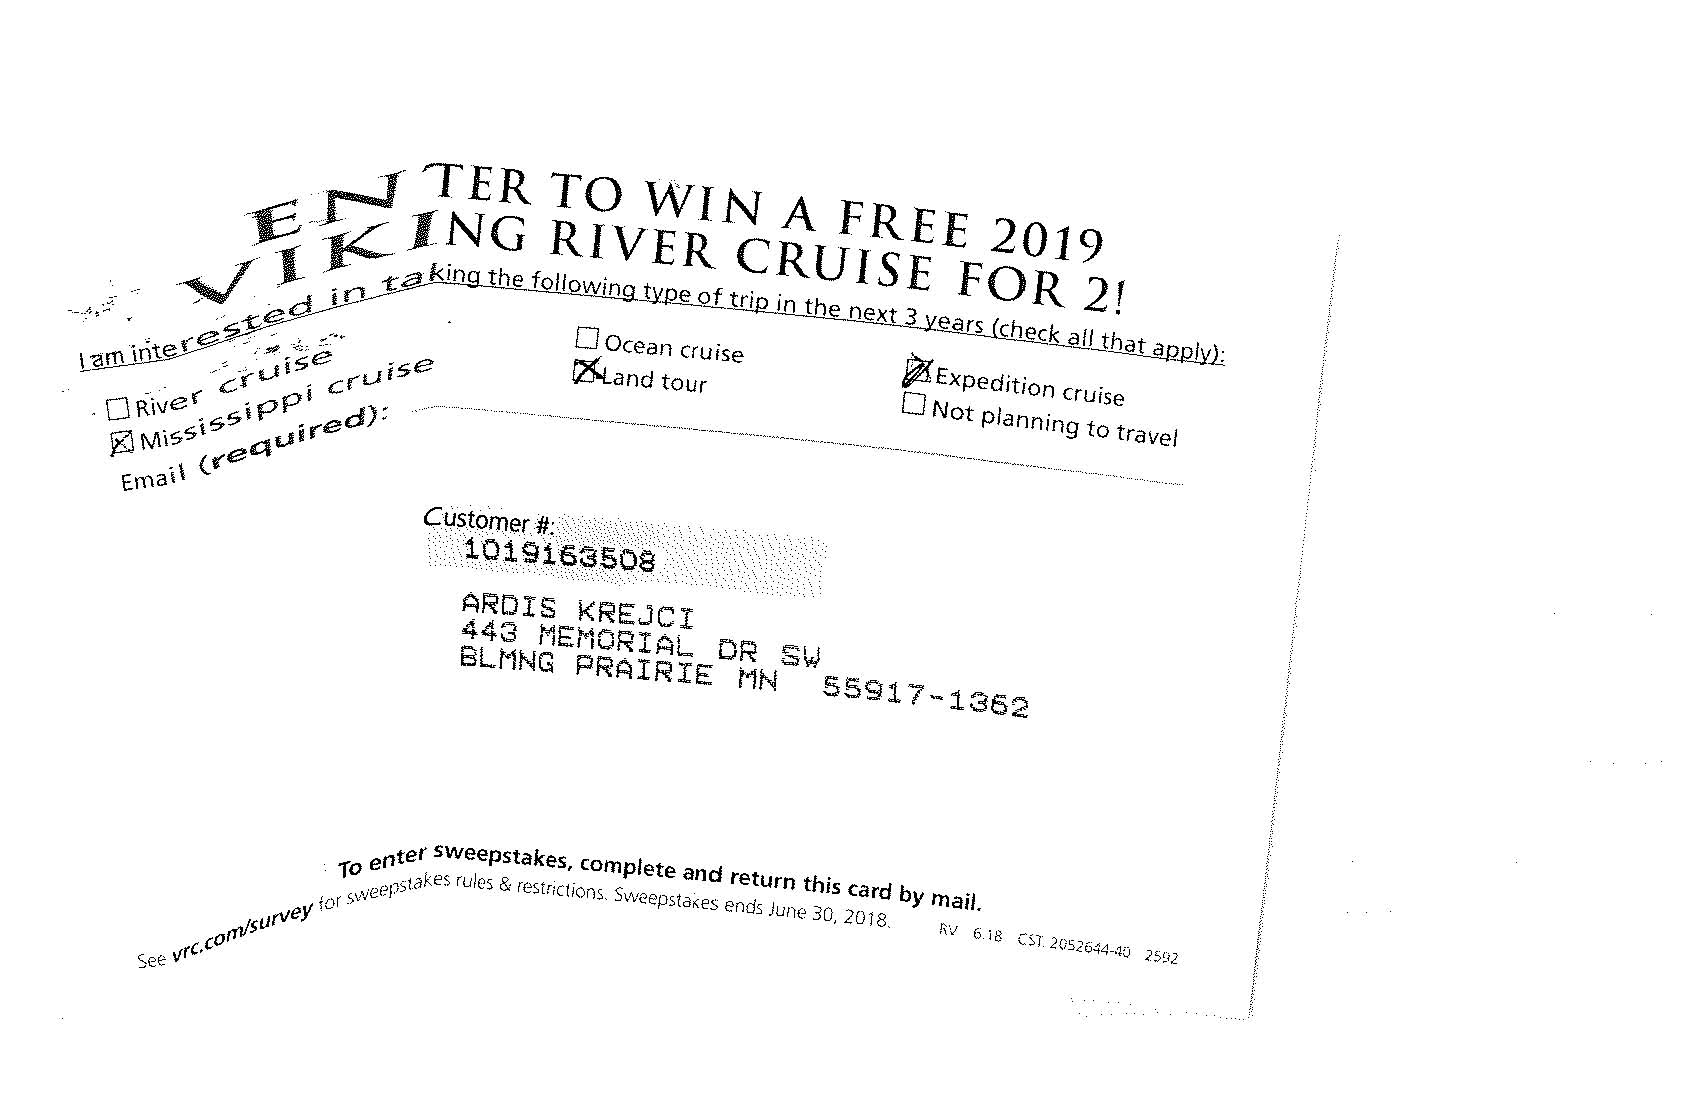 ENTER TO WIN A FREE 2019
VIKING RIVER CRUISE FOR 2!
I am interested in taking the following type of trip in the next 3 years (check all that apply):
☐ River cruise ☐ Ocean cruise ☒ Expedition cruise
☒ Mississippi cruise ☒ Land tour ☐ Not planning to travel
Email (required):
Customer #:
1019163508
ARDIS KREJCI
443 MEMORIAL DR SW
BLMNG PRAIRIE MN 55917-1362
To enter sweepstakes, complete and return this card by mail.
See vrc.com/survey for sweepstakes rules & restrictions. Sweepstakes ends June 30, 2018. RV 6.18 CST. 2052644-40 2592